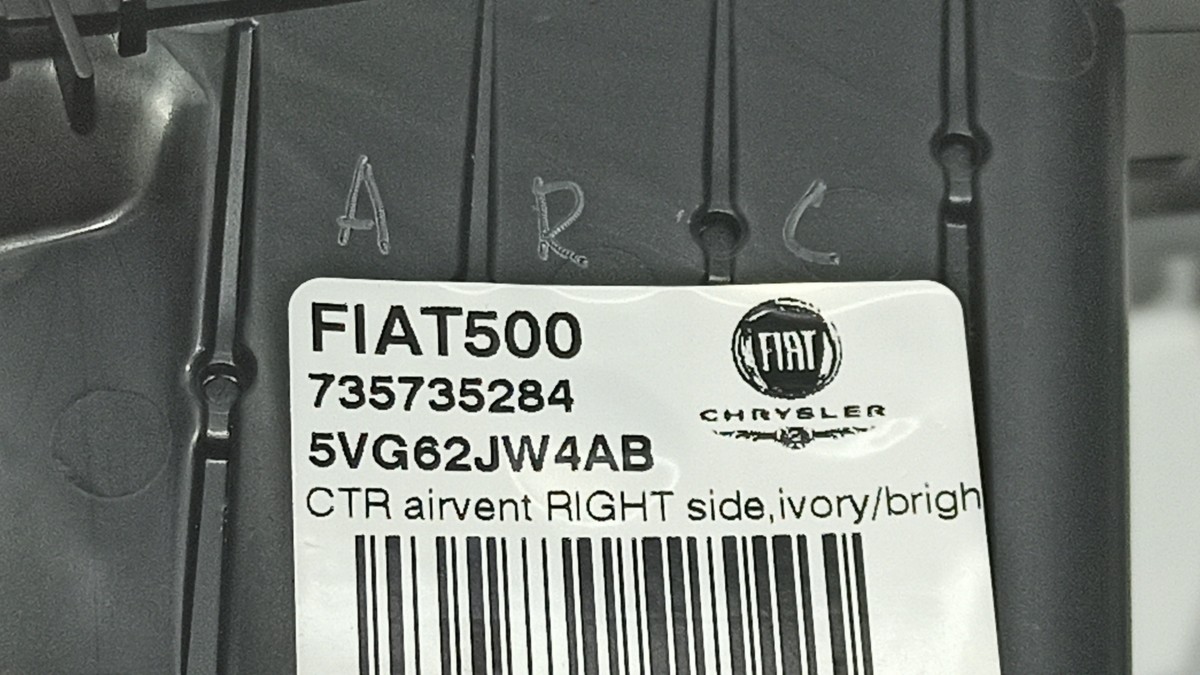 A R C
FIAT500
FIAT
735735284
CHRYSLER
5VG62JW4AB
CTR airvent RIGHT side,ivory/brigh